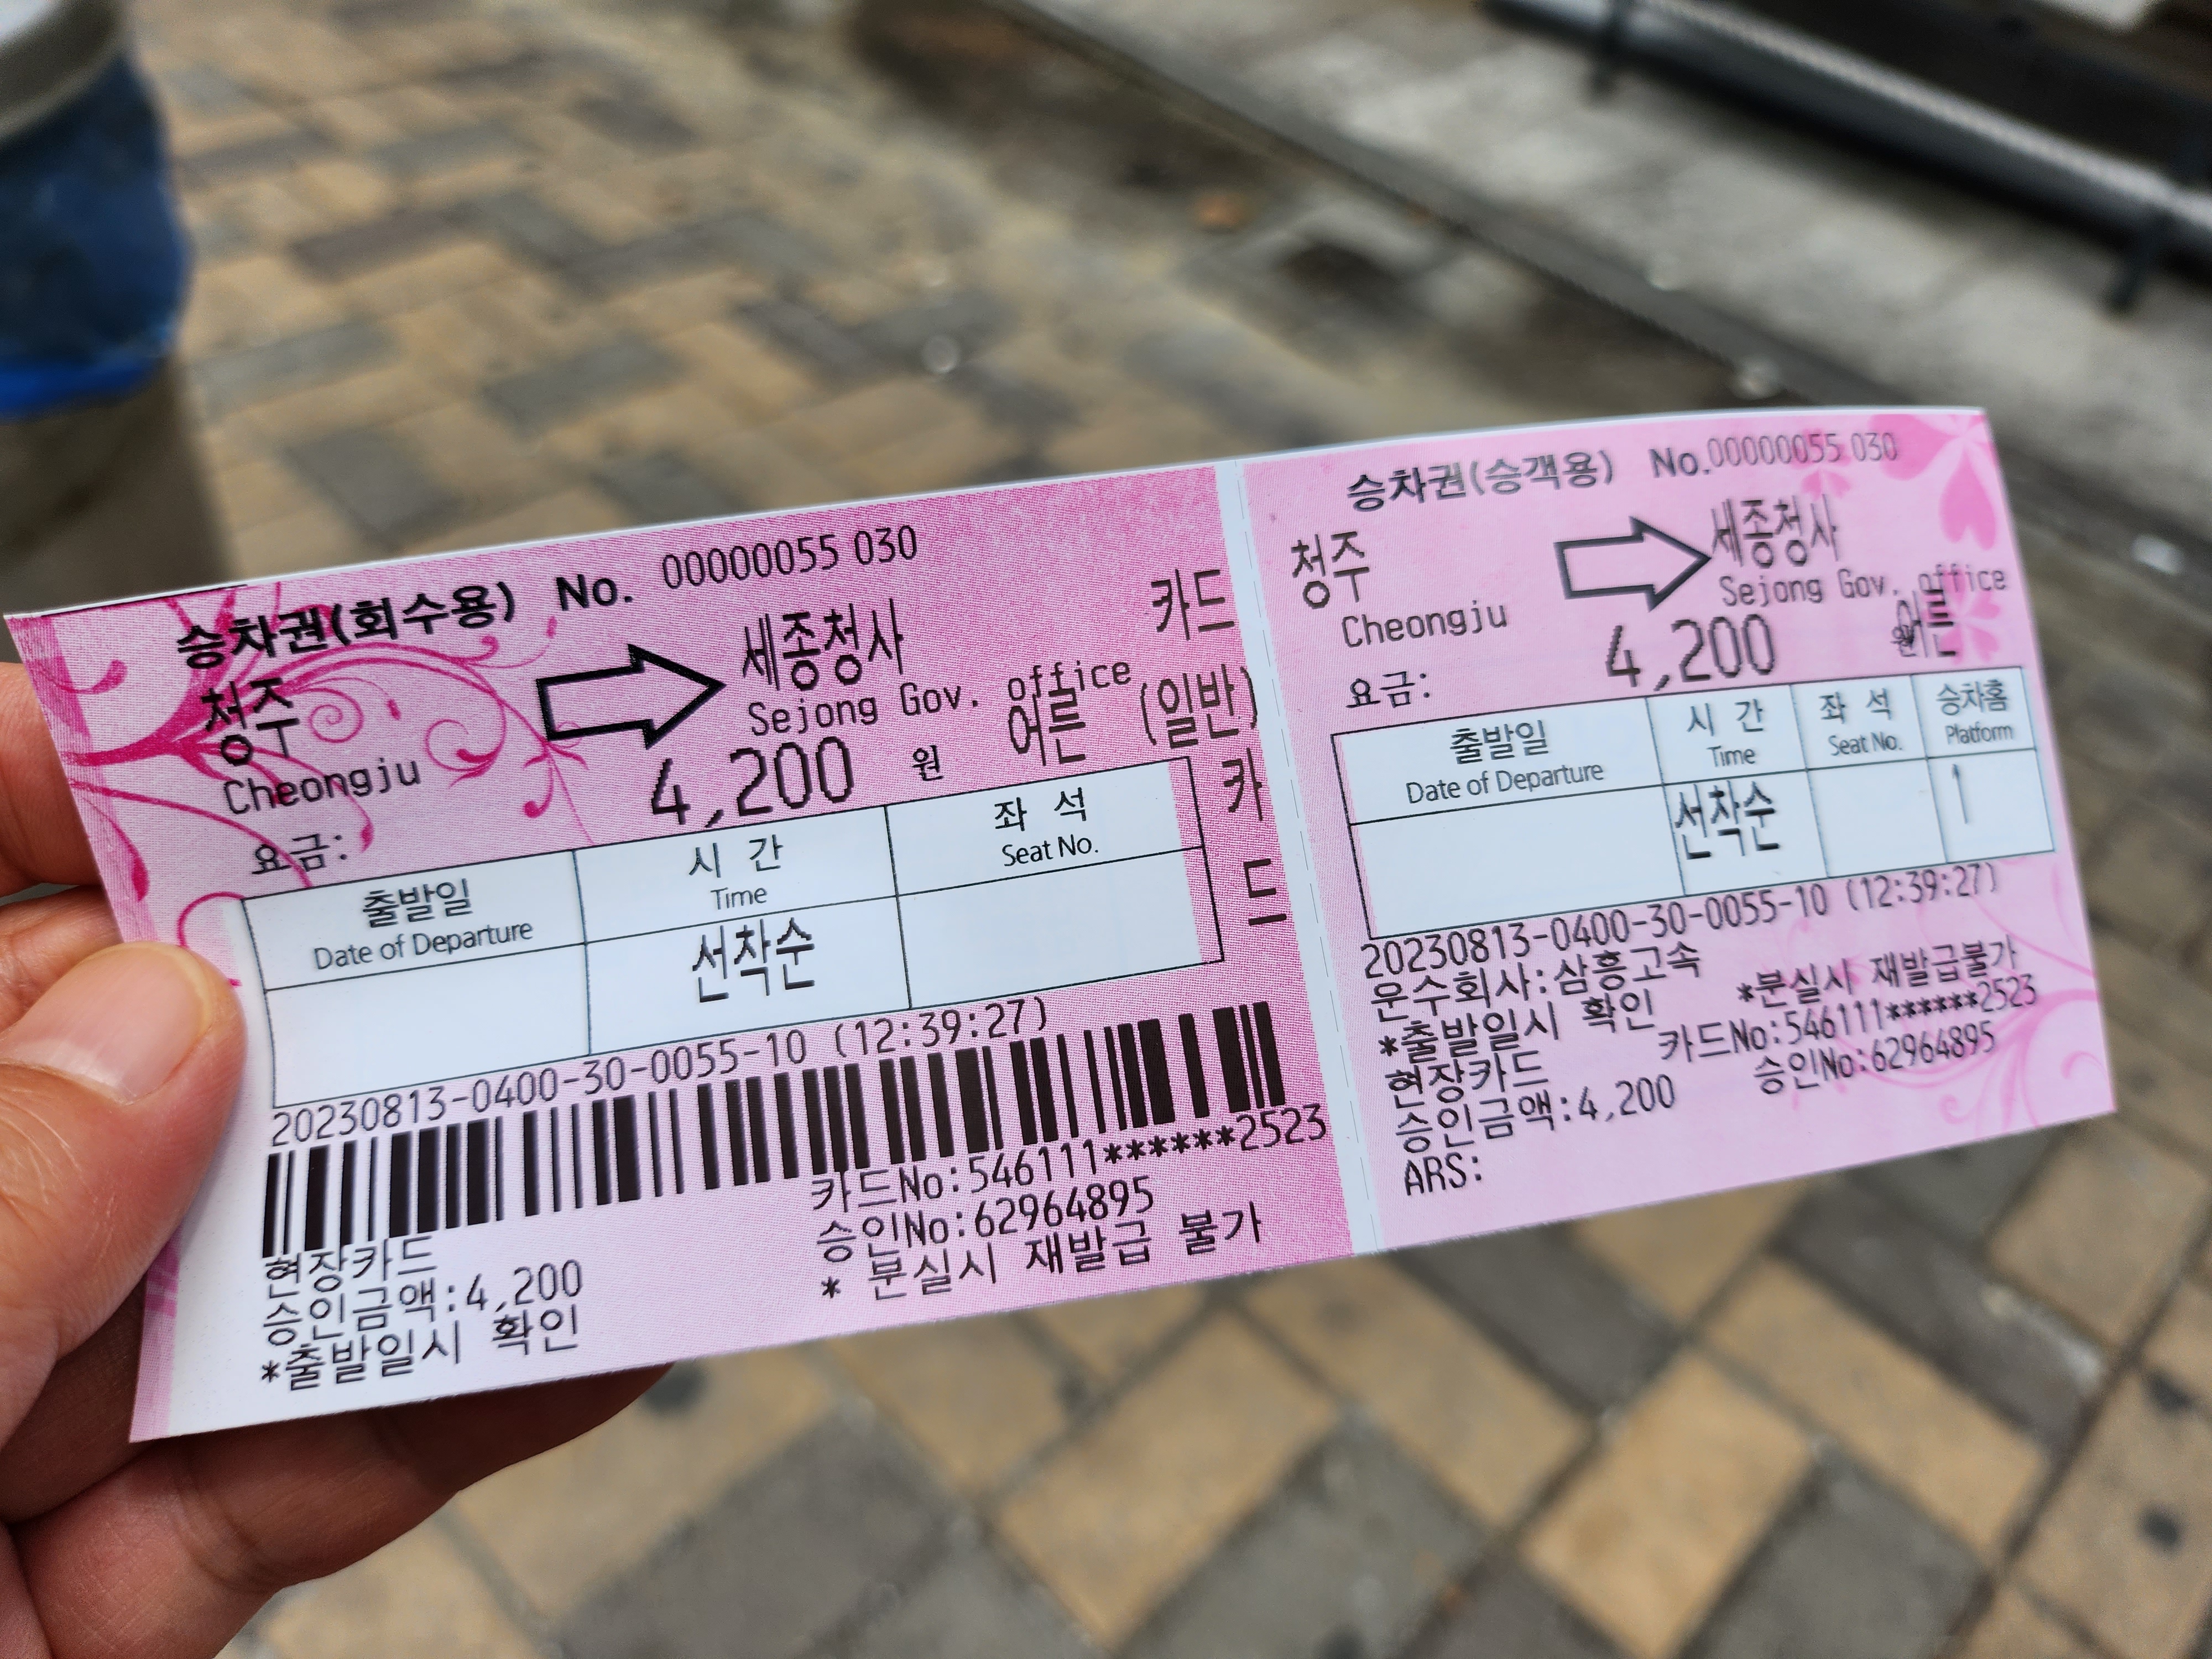 승차권(회수용) No. 00000055 030
청주
Cheongju
세종청사
Sejong Gov. office
카드
요금:
4,200 원
어른 (일반)
카
드
출발일
Date of Departure
시 간
Time
좌 석
Seat No.
선착순
20230813-0400-30-0055-10 (12:39:27)
카드No:546111******2523
현장카드
승인No:62964895
승인금액:4,200
* 분실시 재발급 불가
*출발일시 확인
승차권(승객용) No.00000055 030
청주
Cheongju
세종청사
Sejong Gov. office
요금:
4,200
원
어른
출발일
Date of Departure
시 간
Time
좌 석
Seat No.
승차홈
Platform
선착순
1
20230813-0400-30-0055-10 (12:39:27)
운수회사:삼흥고속
*출발일시 확인 *분실시 재발급불가
현장카드 카드No:546111******2523
승인금액:4,200 승인No:62964895
ARS: